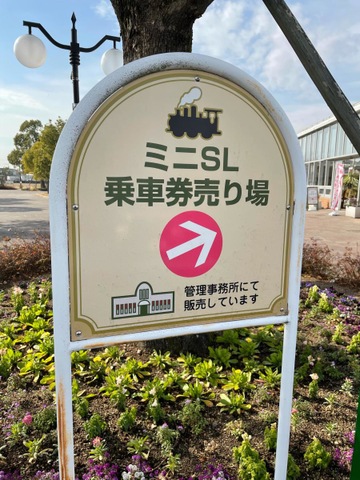 ミニSL
乗車券売り場
管理事務所にて
販売しています